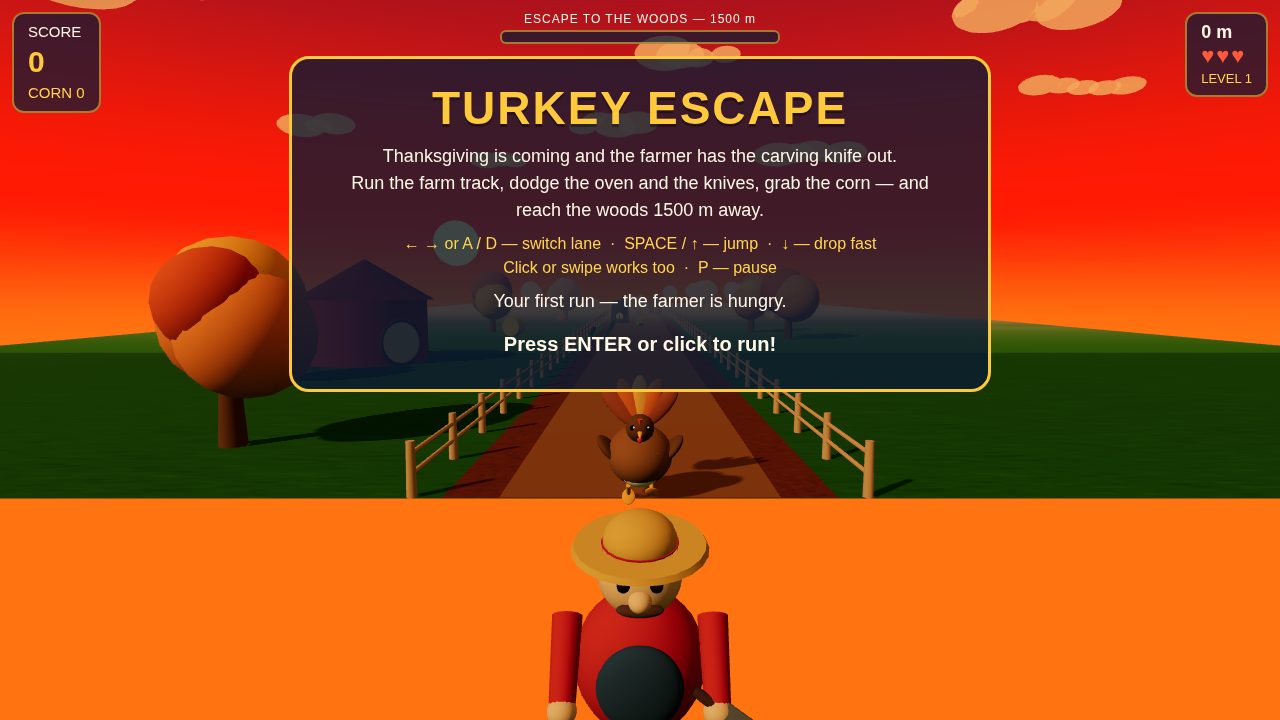 SCORE
0
CORN 0
ESCAPE TO THE WOODS — 1500 m
0 m
♥♥♥
LEVEL 1
TURKEY ESCAPE
Thanksgiving is coming and the farmer has the carving knife out.
Run the farm track, dodge the oven and the knives, grab the corn — and
reach the woods 1500 m away.
← → or A / D — switch lane · SPACE / ↑ — jump · ↓ — drop fast
Click or swipe works too · P — pause
Your first run — the farmer is hungry.
Press ENTER or click to run!